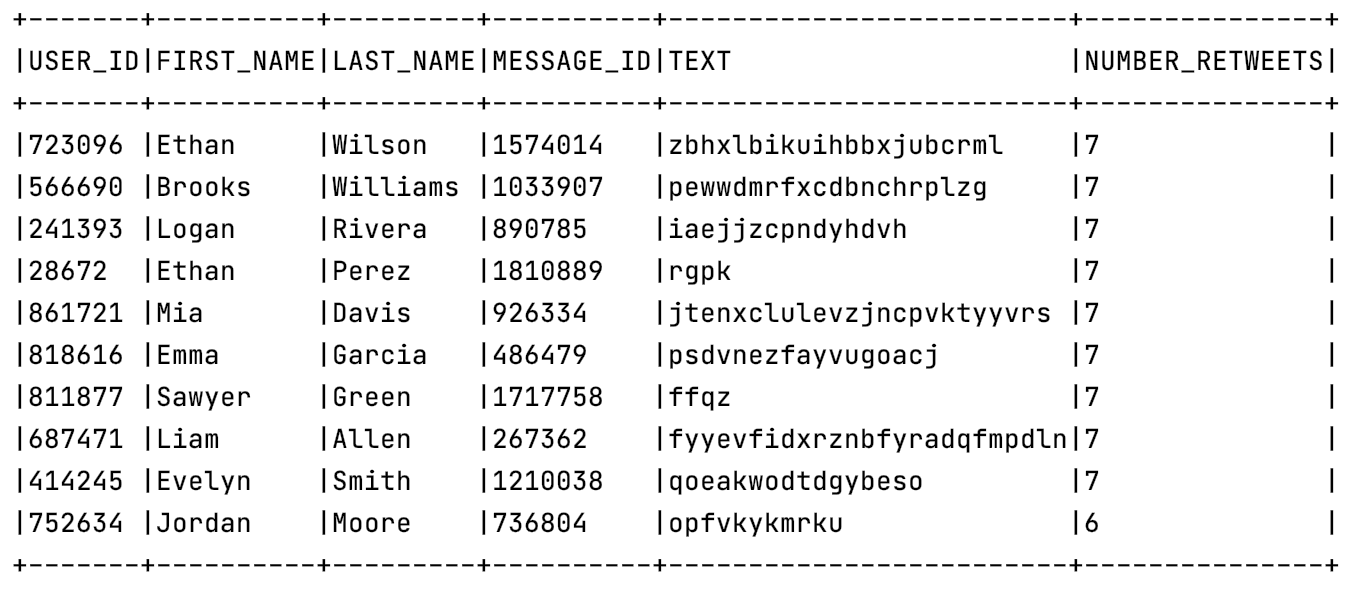 +-------+----------+---------+----------+-------------------------+---------------+
|USER_ID|FIRST_NAME|LAST_NAME|MESSAGE_ID|TEXT                     |NUMBER_RETWEETS|
+-------+----------+---------+----------+-------------------------+---------------+
|723096 |Ethan     |Wilson   |1574014   |zbhxlbikuihbbxjubcrml    |7              |
|566690 |Brooks    |Williams |1033907   |pewwdmrfxcdbnchrplzg     |7              |
|241393 |Logan     |Rivera   |890785    |iaejjzcpndyhdvh          |7              |
|28672  |Ethan     |Perez    |1810889   |rgpk                     |7              |
|861721 |Mia       |Davis    |926334    |jtenxclulevzjncpvktyyvrs |7              |
|818616 |Emma      |Garcia   |486479    |psdvnezfayvugoacj        |7              |
|811877 |Sawyer    |Green    |1717758   |ffqz                     |7              |
|687471 |Liam      |Allen    |267362    |fyyevfidxrznbfyradqfmpdln|7              |
|414245 |Evelyn    |Smith    |1210038   |qoeakwodtdgybeso         |7              |
|752634 |Jordan    |Moore    |736804    |opfvkykmrku              |6              |
+-------+----------+---------+----------+-------------------------+---------------+